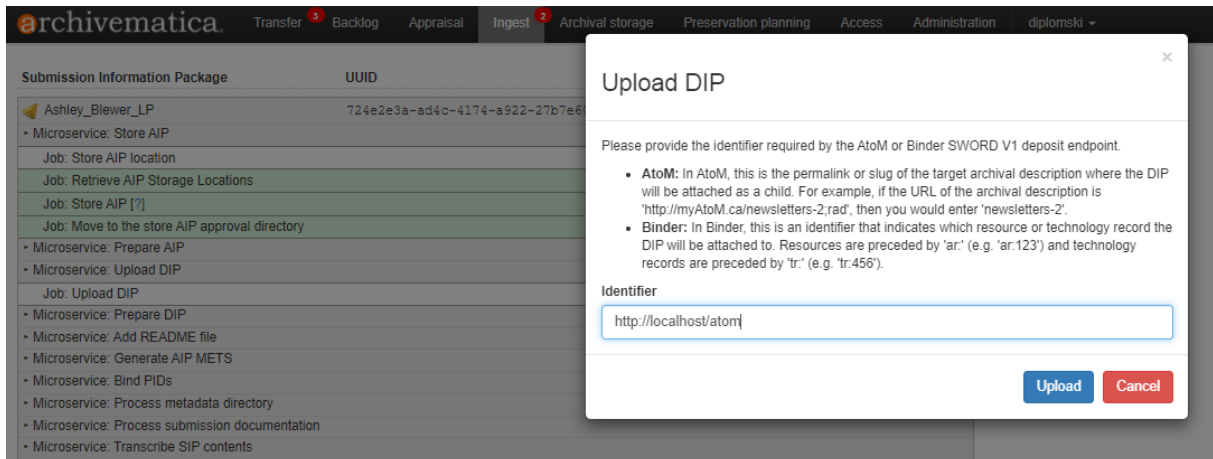 archivematica.
Transfer 3 Backlog Appraisal Ingest 2 Archival storage Preservation planning Access Administration diplomski
Submission Information Package UUID
Ashley_Blewer_LP 724e2e3a-ad4c-4174-a922-27b7e6
Microservice: Store AIP
Job: Store AIP location
Job: Retrieve AIP Storage Locations
Job: Store AIP [?]
Job: Move to the store AIP approval directory
Microservice: Prepare AIP
Microservice: Upload DIP
Job: Upload DIP
Microservice: Prepare DIP
Microservice: Add README file
Microservice: Generate AIP METS
Microservice: Bind PIDs
Microservice: Process metadata directory
Microservice: Process submission documentation
Microservice: Transcribe SIP contents
×
Upload DIP
Please provide the identifier required by the AtoM or Binder SWORD V1 deposit endpoint.
• AtoM: In AtoM, this is the permalink or slug of the target archival description where the DIP
will be attached as a child. For example, if the URL of the archival description is
'http://myAtoM.ca/newsletters-2;rad', then you would enter 'newsletters-2'.
• Binder: In Binder, this is an identifier that indicates which resource or technology record the
DIP will be attached to. Resources are preceded by 'ar:' (e.g. 'ar:123') and technology
records are preceded by 'tr:' (e.g. 'tr:456').
Identifier
http://localhost/atom
Upload Cancel